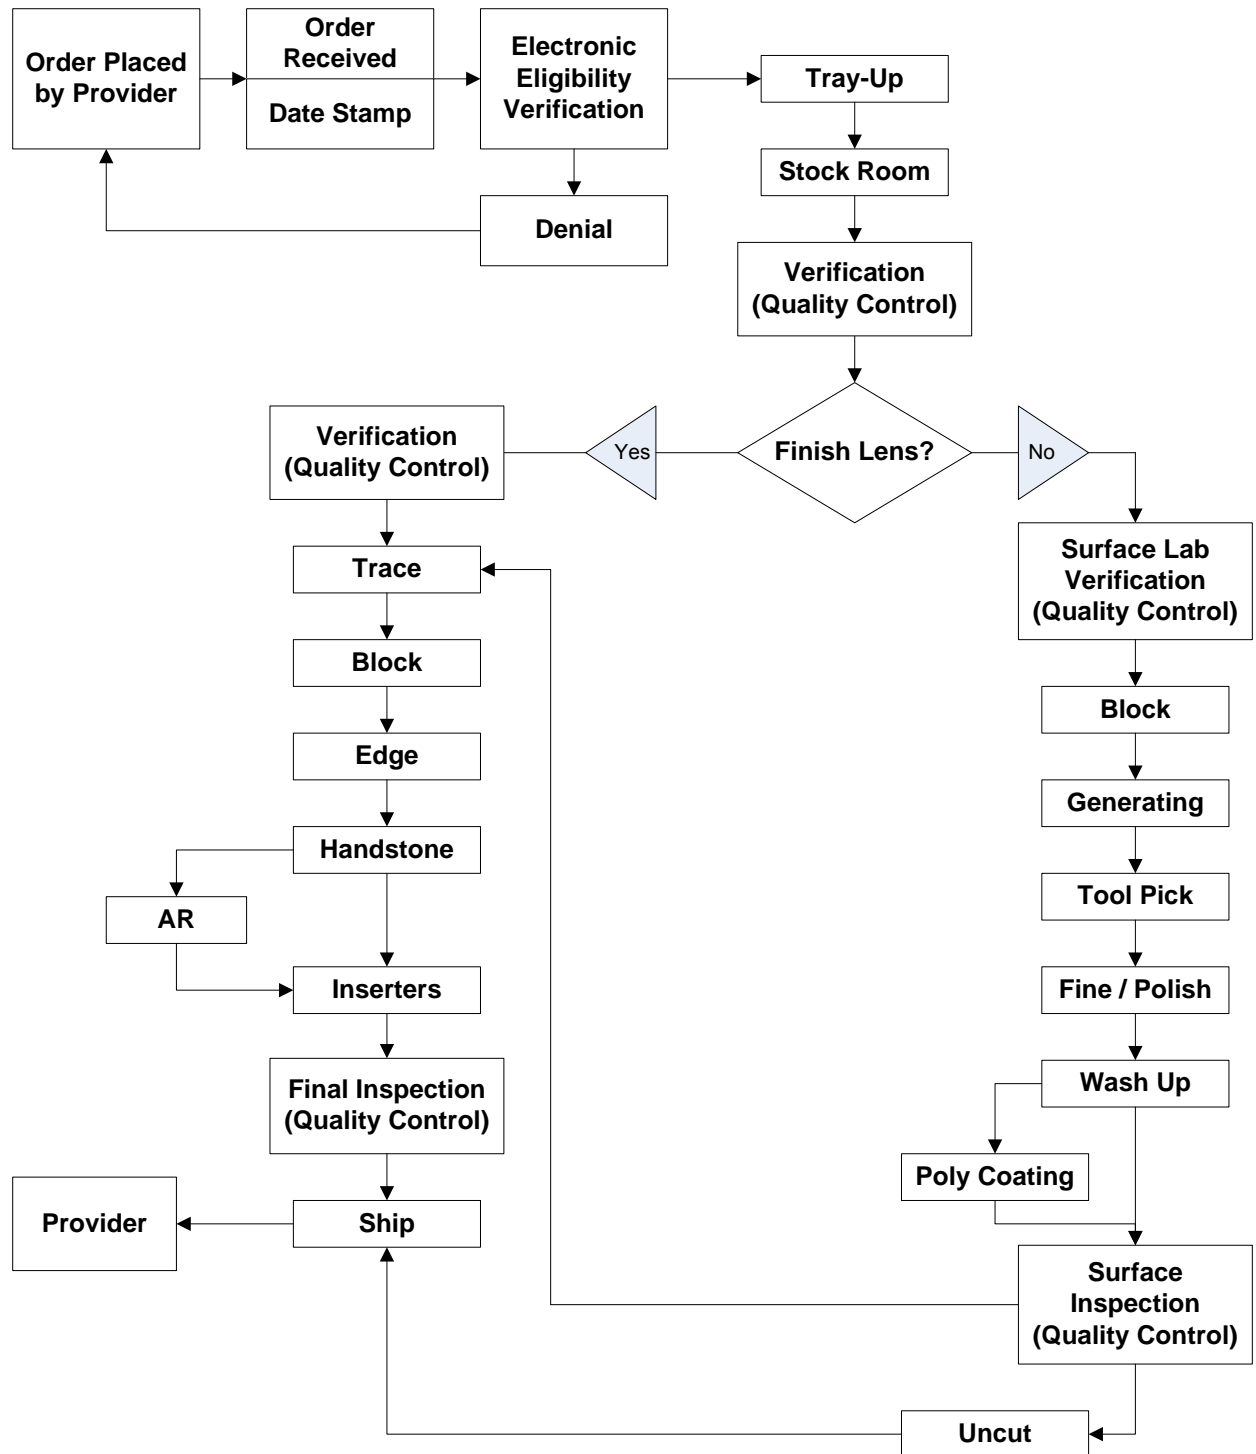 Order Placed
by Provider
Order
Received
Date Stamp
Electronic
Eligibility
Verification
Tray-Up
Stock Room
Denial
Verification
(Quality Control)
Finish Lens?
Yes
No
Verification
(Quality Control)
Trace
Block
Edge
Handstone
AR
Inserters
Final Inspection
(Quality Control)
Ship
Provider
Surface Lab
Verification
(Quality Control)
Block
Generating
Tool Pick
Fine / Polish
Wash Up
Poly Coating
Surface
Inspection
(Quality Control)
Uncut